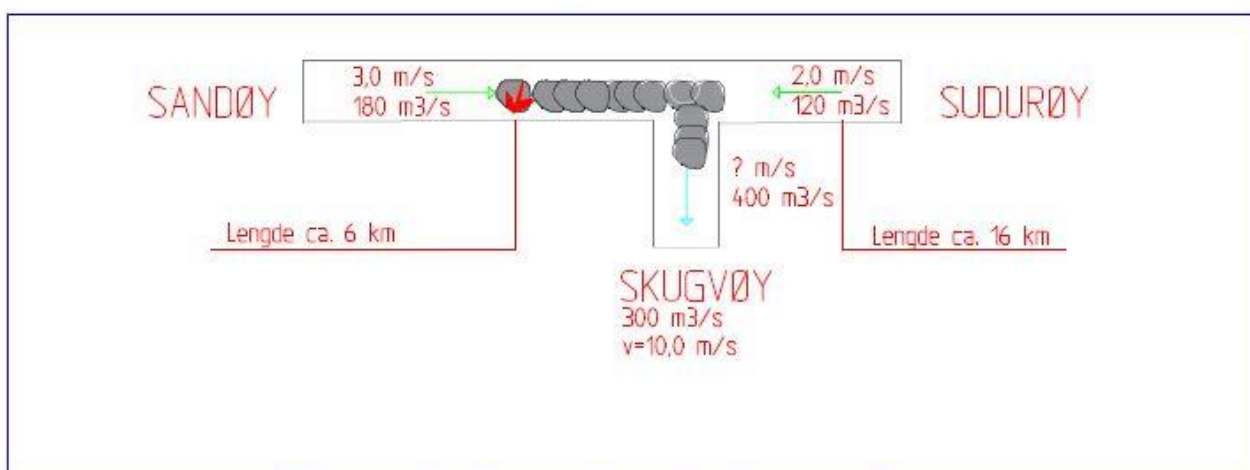 SANDØY
3,0 m/s
180 m3/s
2,0 m/s
120 m3/s
SUDURØY
? m/s
400 m3/s
Lengde ca. 6 km
Lengde ca. 16 km
SKUGVØY
300 m3/s
v=10,0 m/s